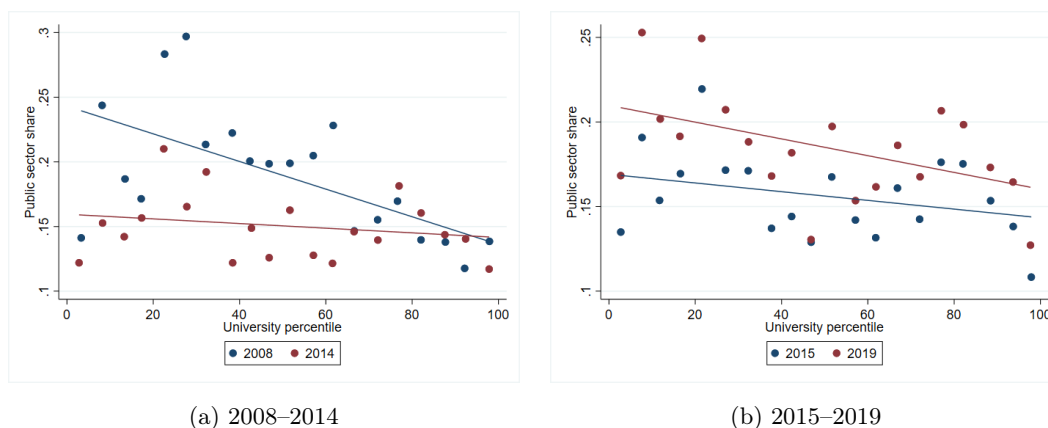 Public sector share
.3
.25
.2
.15
.1
0 20 40 60 80 100
University percentile
2008 2014
(a) 2008–2014
Public sector share
.25
.2
.15
.1
0 20 40 60 80 100
University percentile
2015 2019
(b) 2015–2019